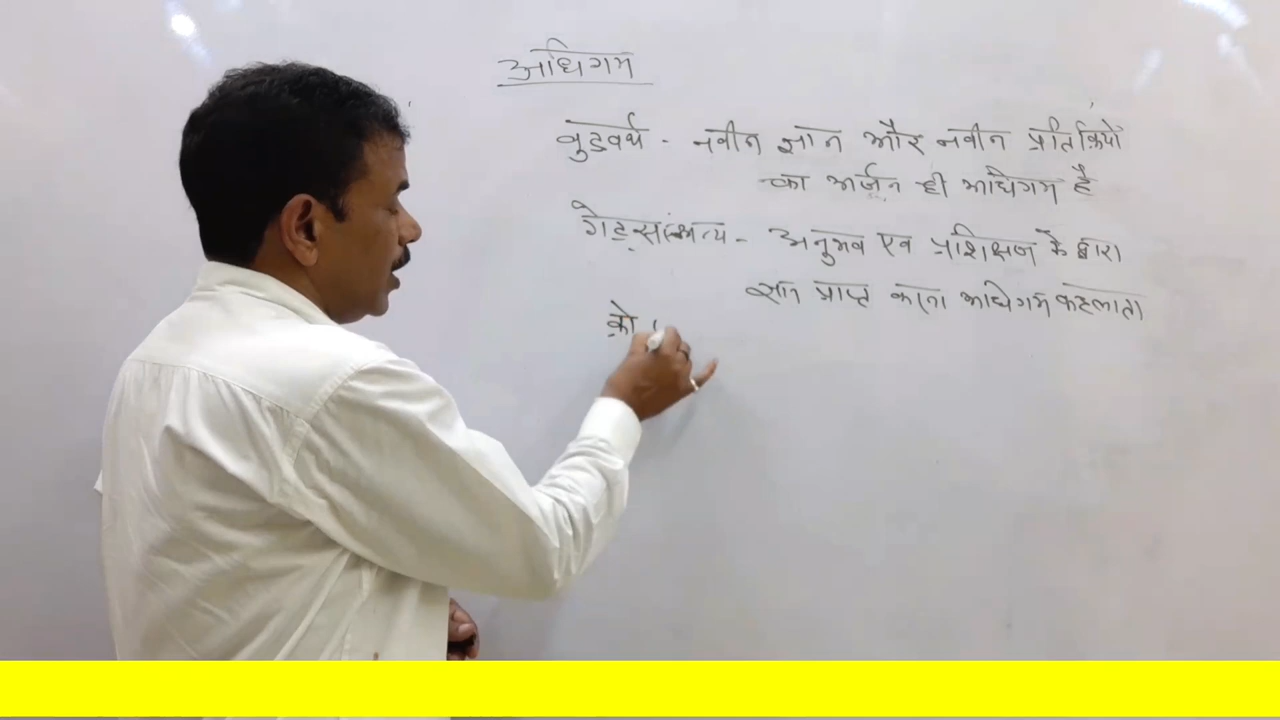 अधिगम
वुडवर्थ - नवीन ज्ञान और नवीन प्रतिक्रियों
का अर्जन ही अधिगम है
अनुभव एव प्रशिक्षण के द्वारा
ज्ञान प्राप्त करना अधिगम कहलाता
क्रो